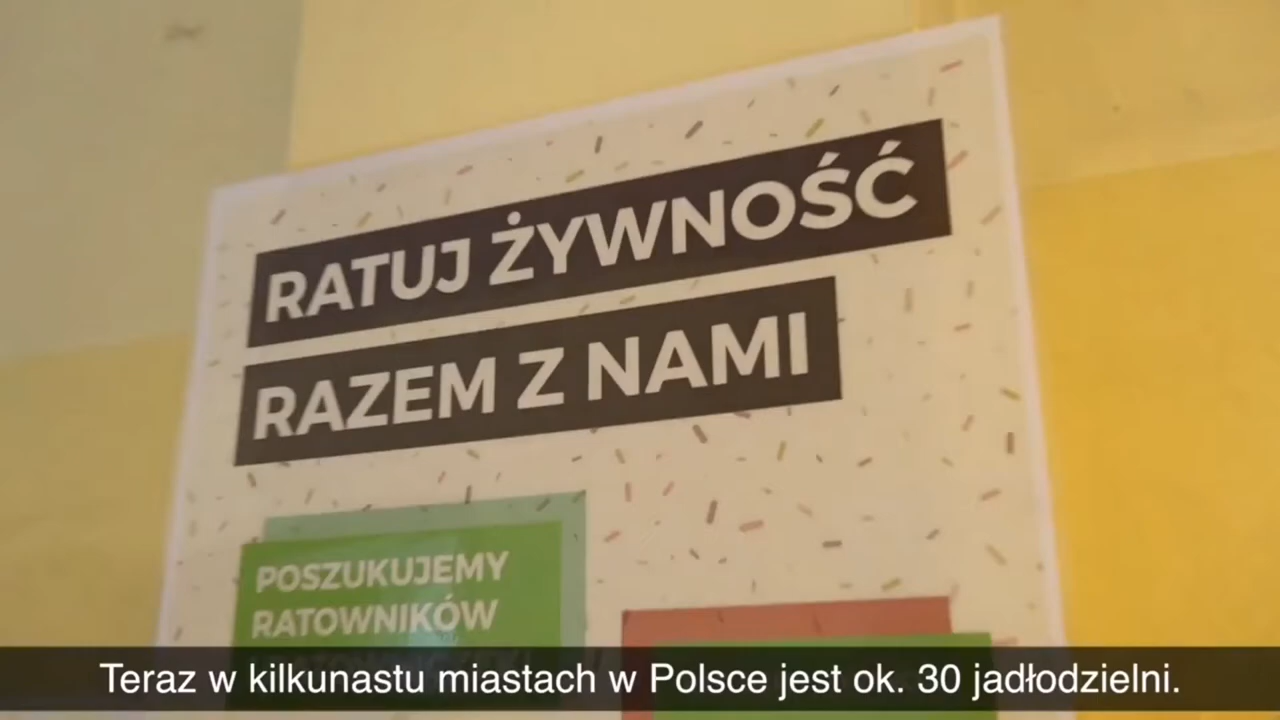 RATUJ ŻYWNOŚĆ
RAZEM Z NAMI
POSZUKUJEMY
RATOWNIKÓW
Teraz w kilkunastu miastach w Polsce jest ok. 30 jadłodzielni.